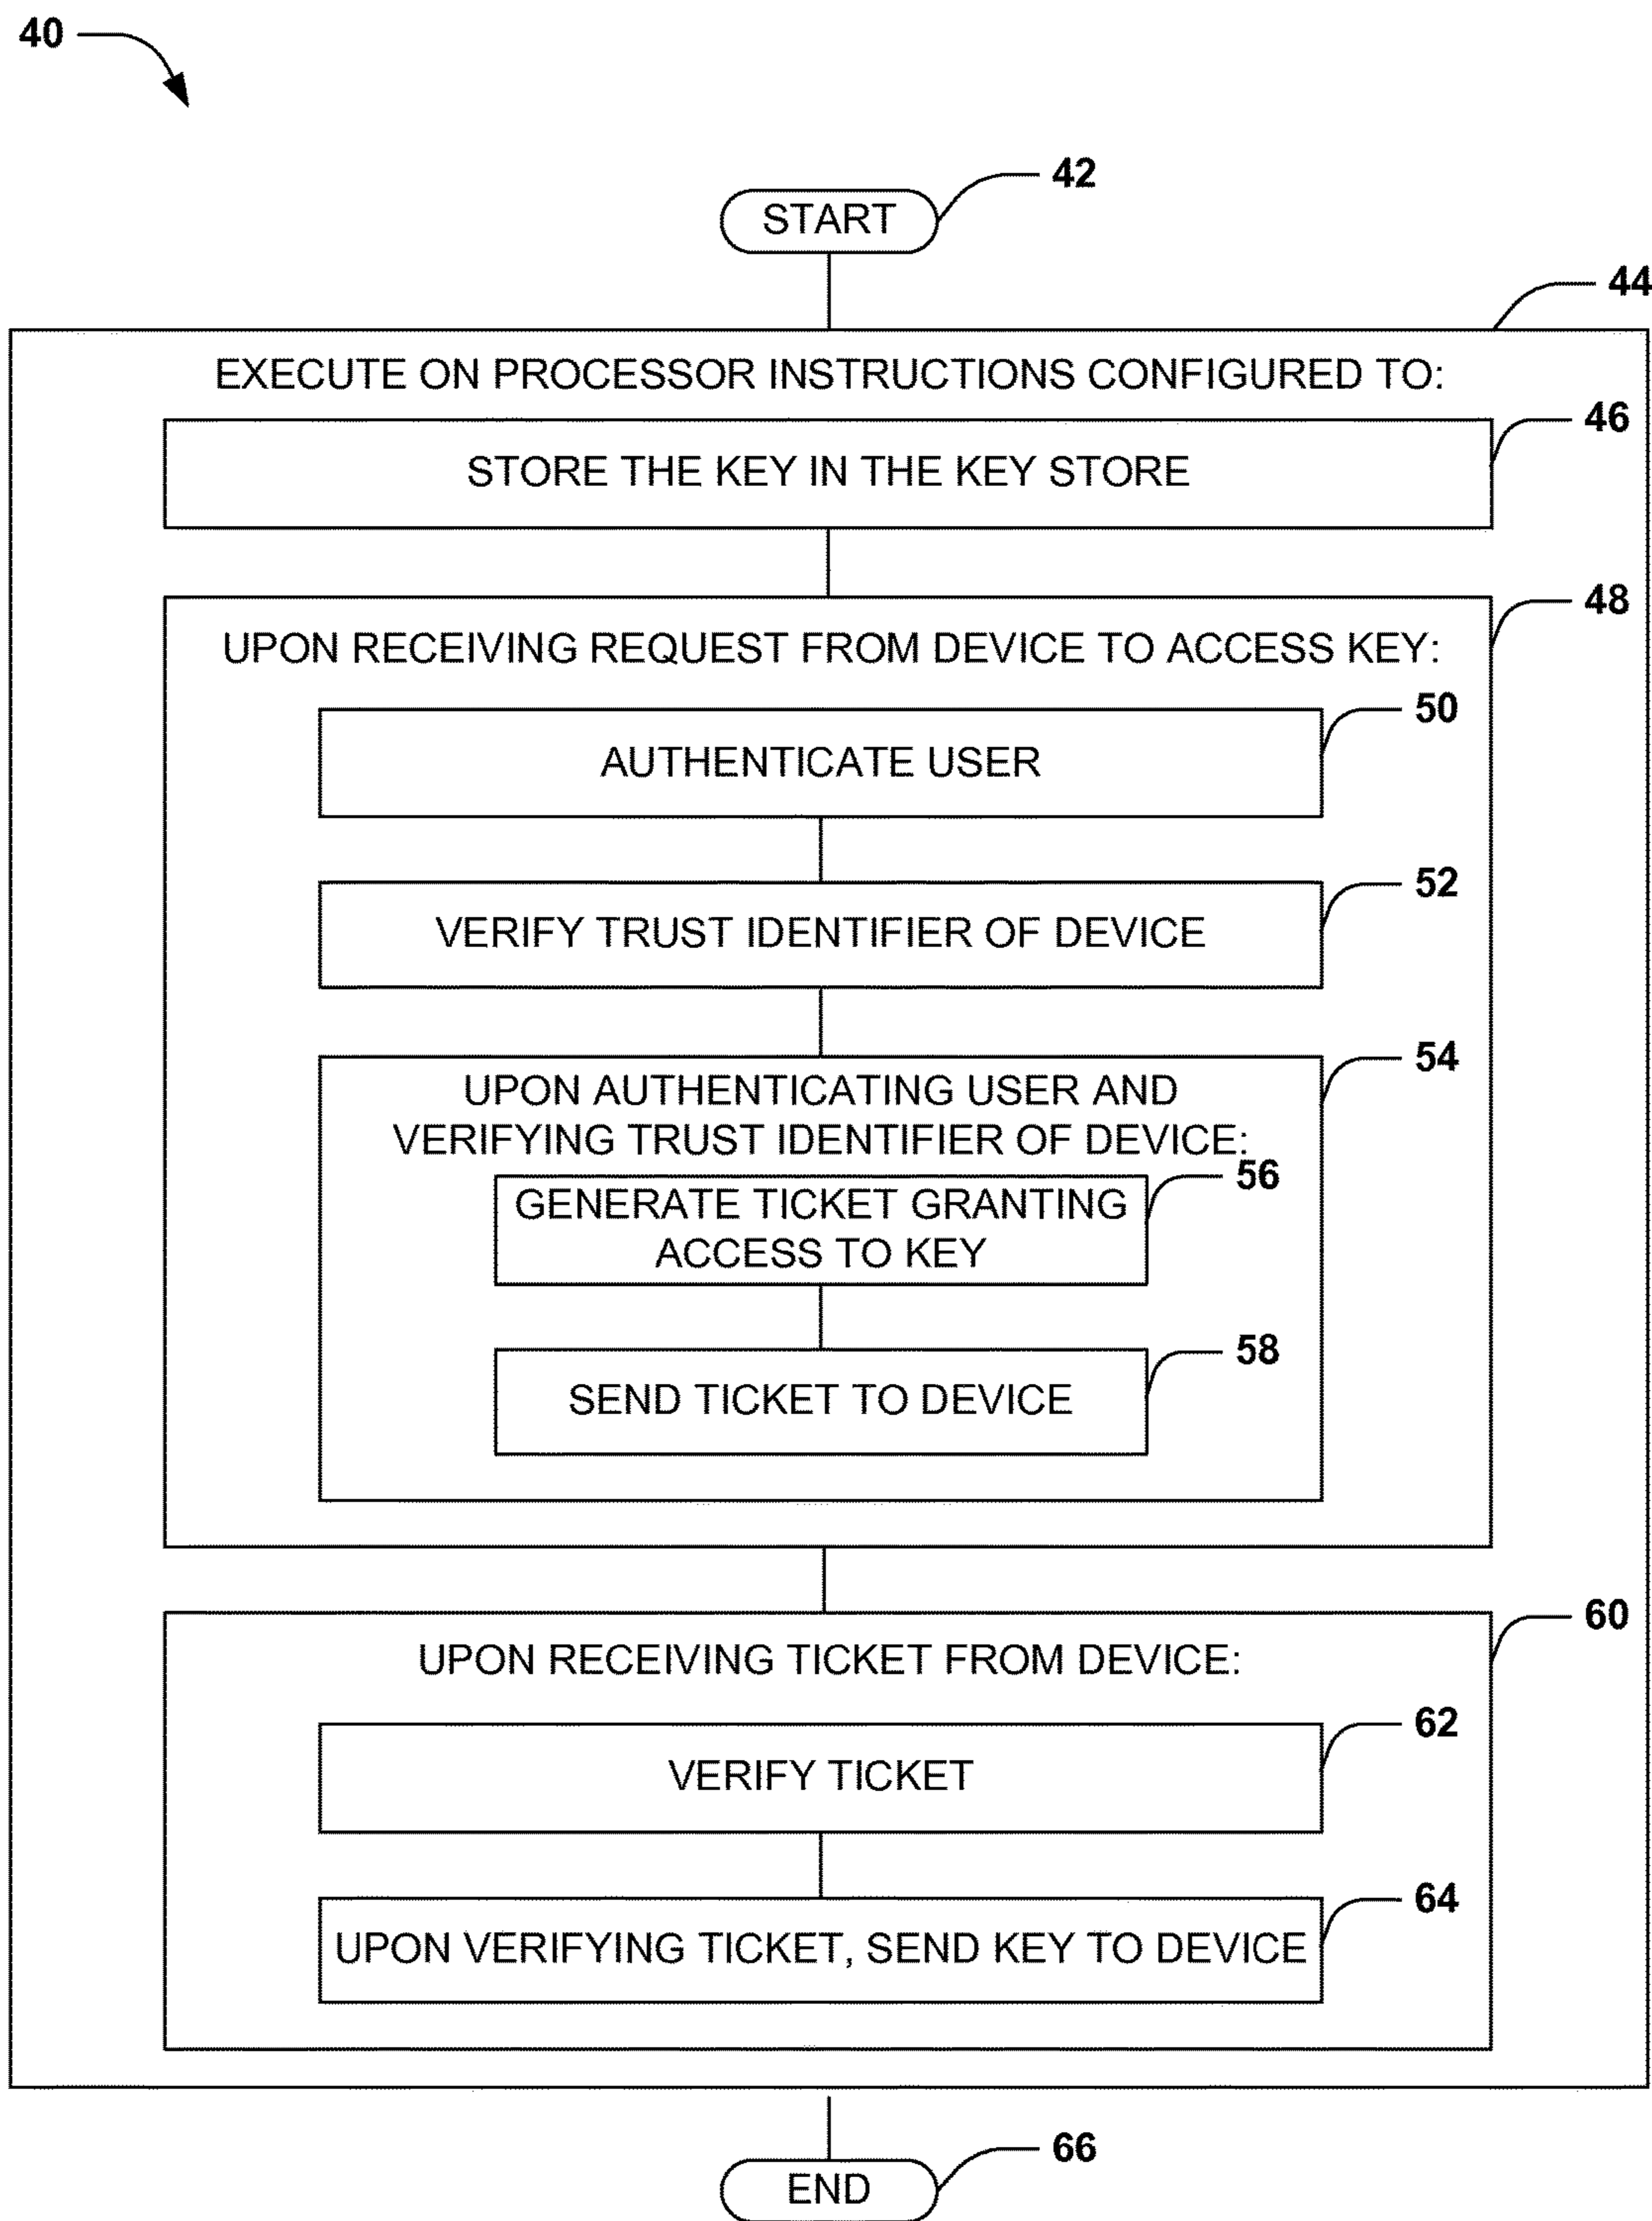 40
42
START
44
EXECUTE ON PROCESSOR INSTRUCTIONS CONFIGURED TO:
46
STORE THE KEY IN THE KEY STORE
48
UPON RECEIVING REQUEST FROM DEVICE TO ACCESS KEY:
50
AUTHENTICATE USER
52
VERIFY TRUST IDENTIFIER OF DEVICE
54
UPON AUTHENTICATING USER AND
VERIFYING TRUST IDENTIFIER OF DEVICE:
56
GENERATE TICKET GRANTING
ACCESS TO KEY
58
SEND TICKET TO DEVICE
60
UPON RECEIVING TICKET FROM DEVICE:
62
VERIFY TICKET
64
UPON VERIFYING TICKET, SEND KEY TO DEVICE
66
END